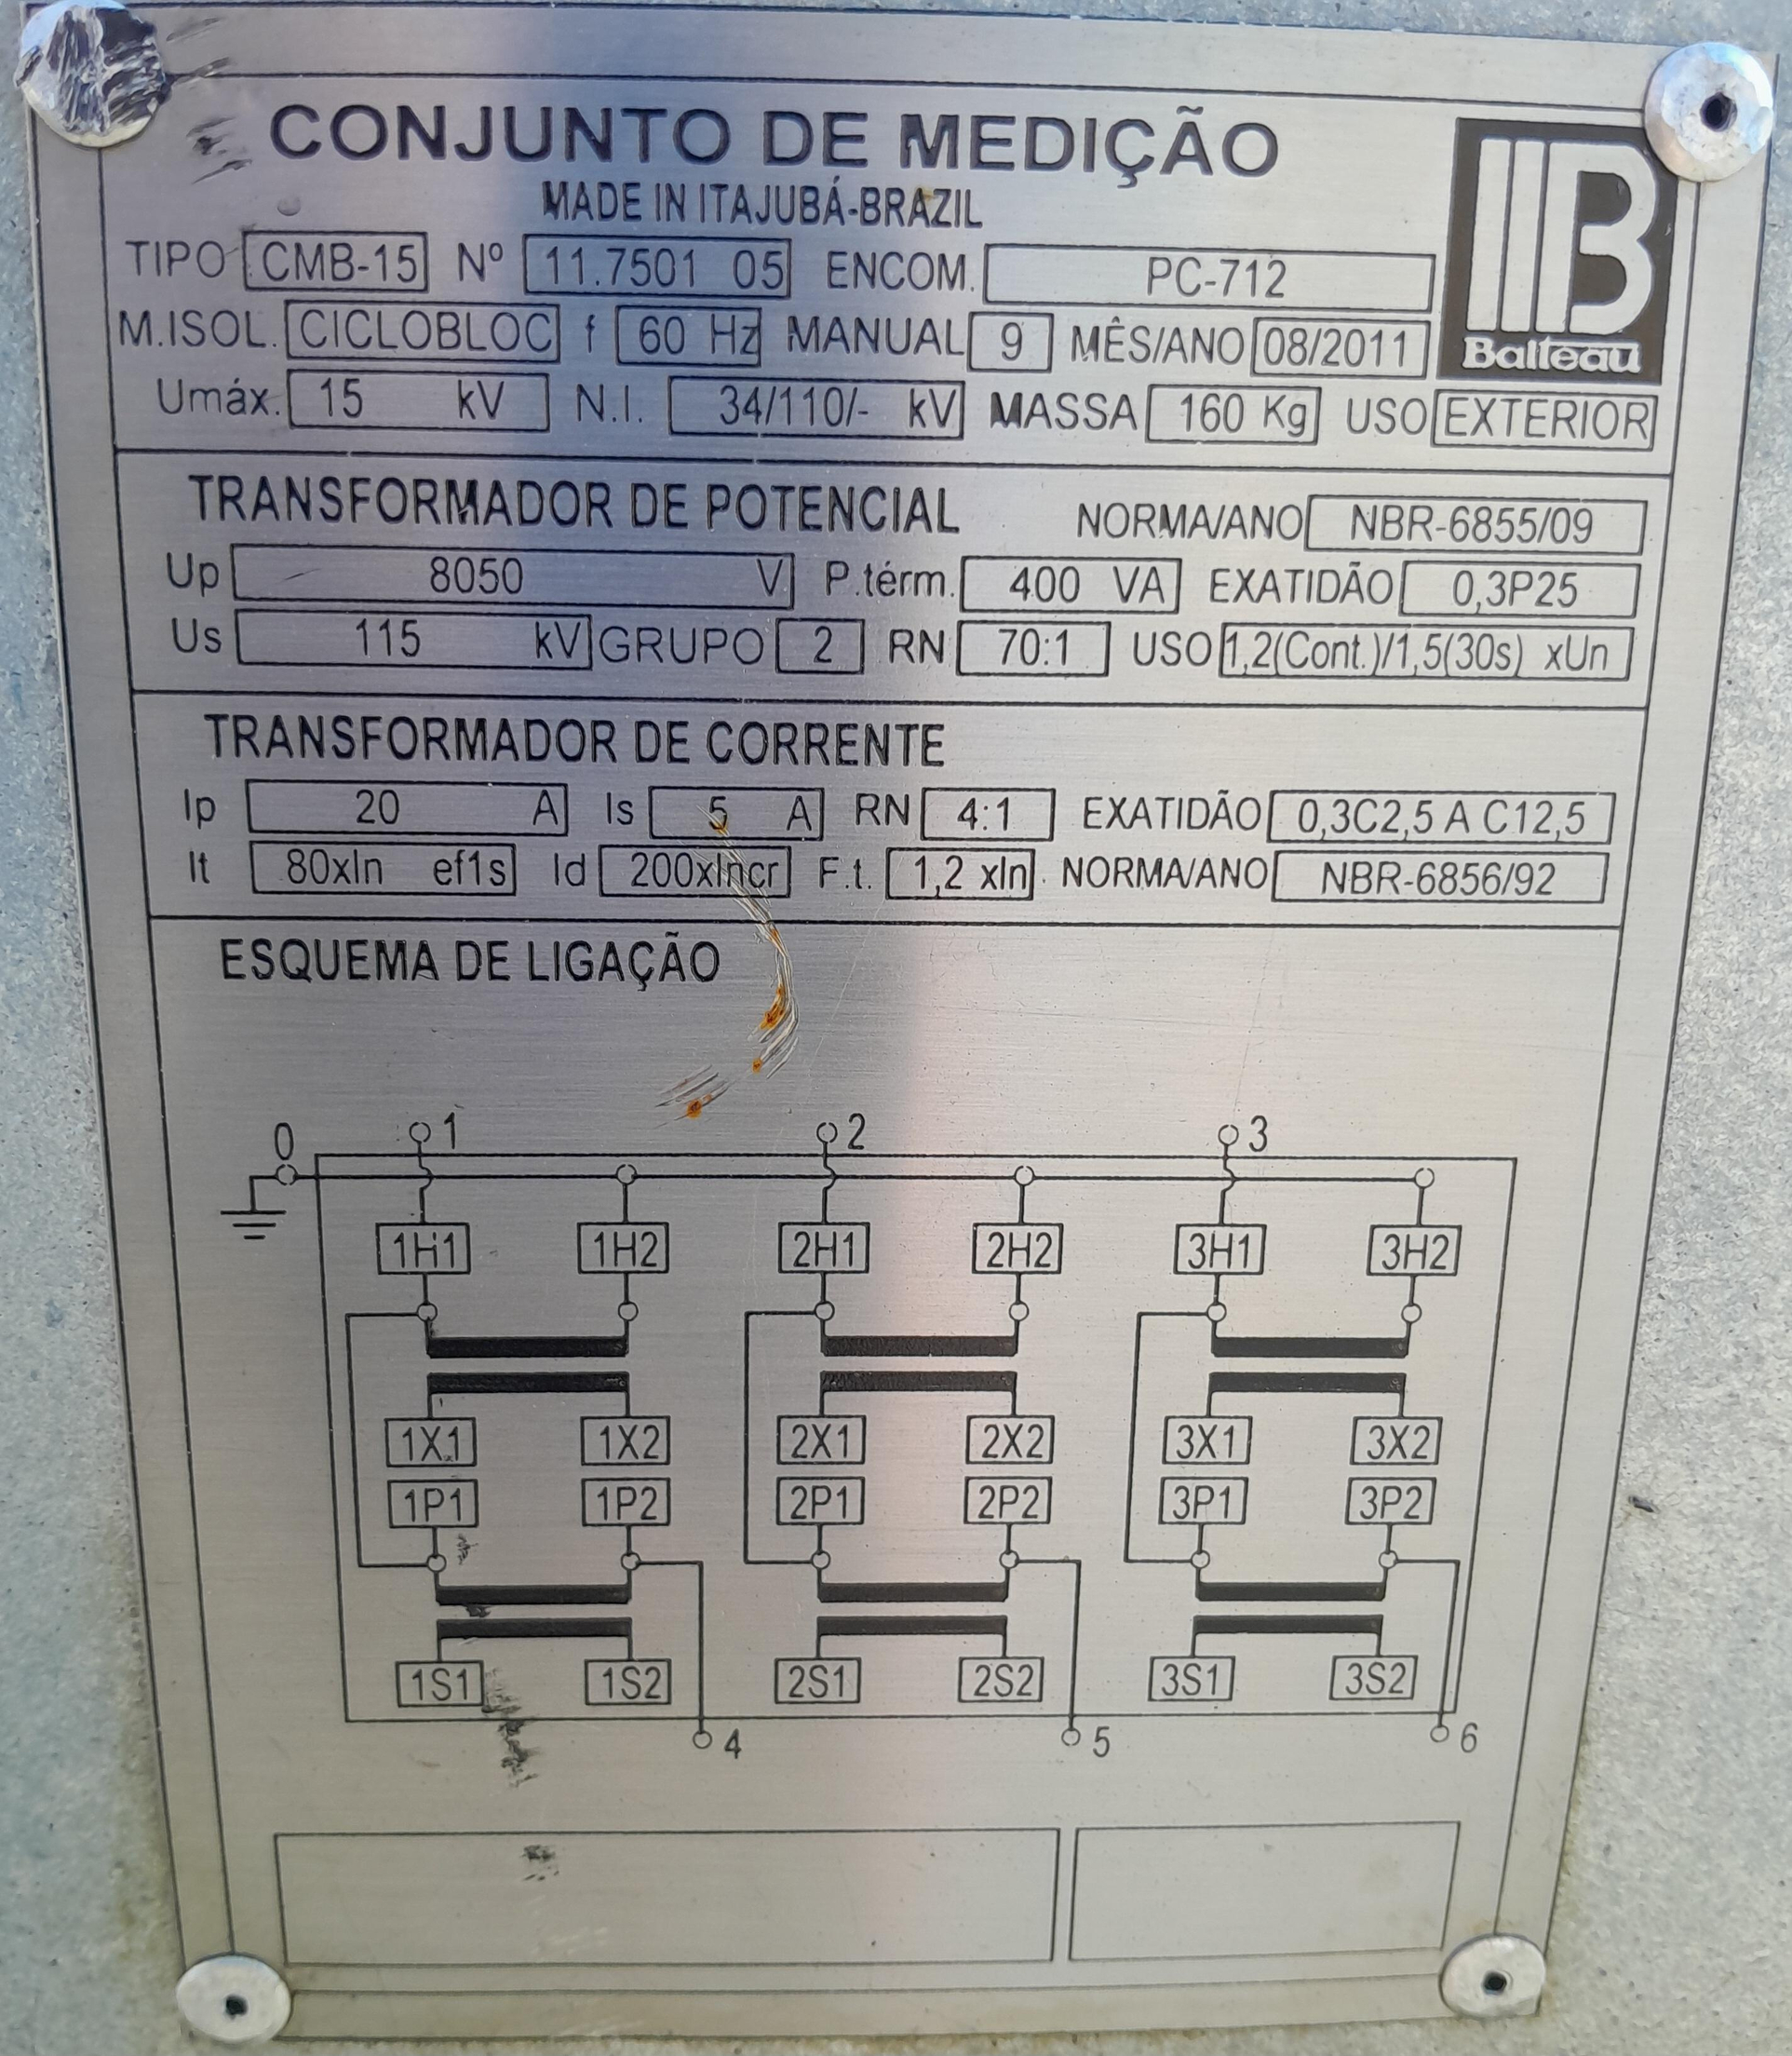 CONJUNTO DE MEDIÇÃO
MADE IN ITAJUBÁ-BRAZIL
TIPO CMB-15 Nº 11.7501 05 ENCOM. PC-712
M.ISOL. CICLOBLOC f 60 Hz MANUAL 9 MÊS/ANO 08/2011
Balteau
Umáx. 15 kV N.I. 34/110/- kV MASSA 160 Kg USO EXTERIOR
TRANSFORMADOR DE POTENCIAL NORMA/ANO NBR-6855/09
Up 8050 V P.térm. 400 VA EXATIDÃO 0,3P25
Us 115 kV GRUPO 2 RN 70:1 USO 1,2(Cont.)/1,5(30s) xUn
TRANSFORMADOR DE CORRENTE
Ip 20 A Is 5 A RN 4:1 EXATIDÃO 0,3C2,5 A C12,5
It 80xIn ef1s Id 200xIncr F.t. 1,2 xIn NORMA/ANO NBR-6856/92
ESQUEMA DE LIGAÇÃO
0 1 2 3
1H1 1H2 2H1 2H2 3H1 3H2
1X1 1X2 2X1 2X2 3X1 3X2
1P1 1P2 2P1 2P2 3P1 3P2
1S1 1S2 2S1 2S2 3S1 3S2
4 5 6